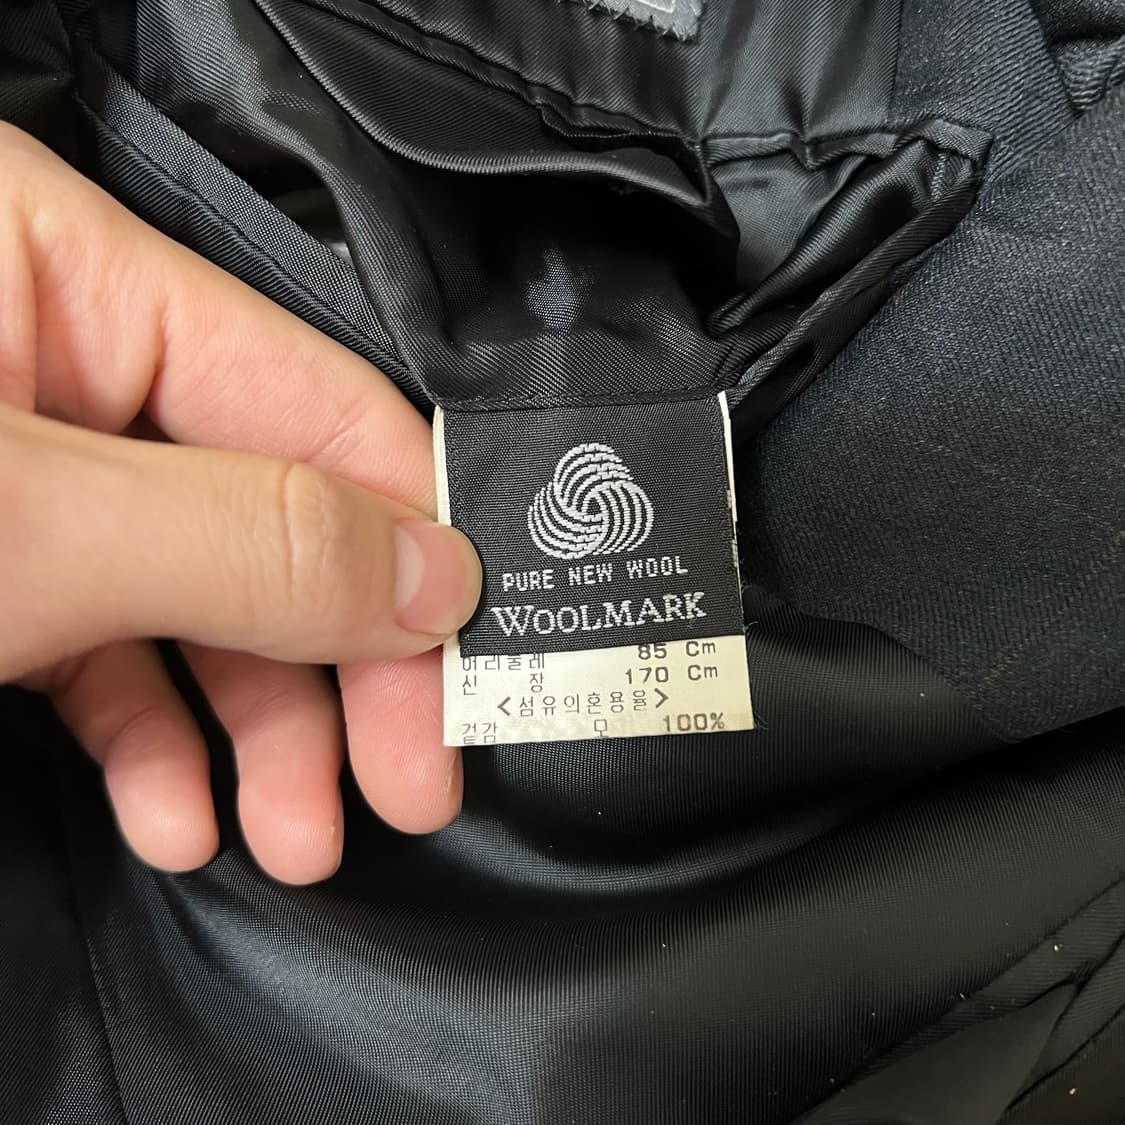 PURE NEW WOOL
WOOLMARK
허리둘레 85 Cm
신 장 170 Cm
<섬유의혼용율>
겉감 모 100%